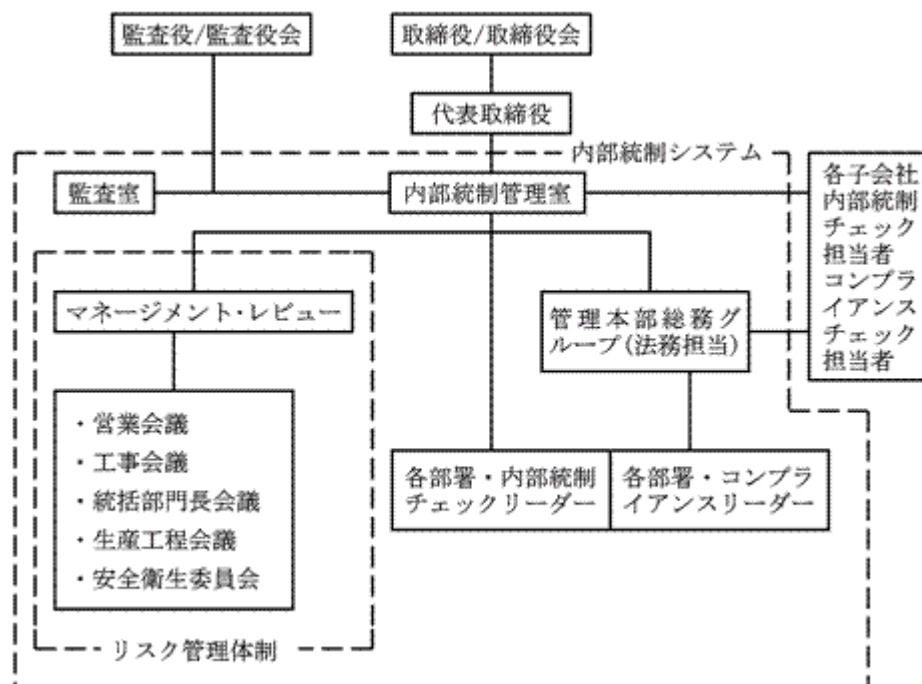 監査役/監査役会
取締役/取締役会
代表取締役
内部統制システム
監査室
内部統制管理室
各子会社
内部統制
チェック
担当者
コンプラ
イアンス
チェック
担当者
マネージメント・レビュー
管理本部総務グ
ループ(法務担当)
・営業会議
・工事会議
・統括部門長会議
・生産工程会議
・安全衛生委員会
各部署・内部統制
チェックリーダー
各部署・コンプラ
イアンスリーダー
リスク管理体制